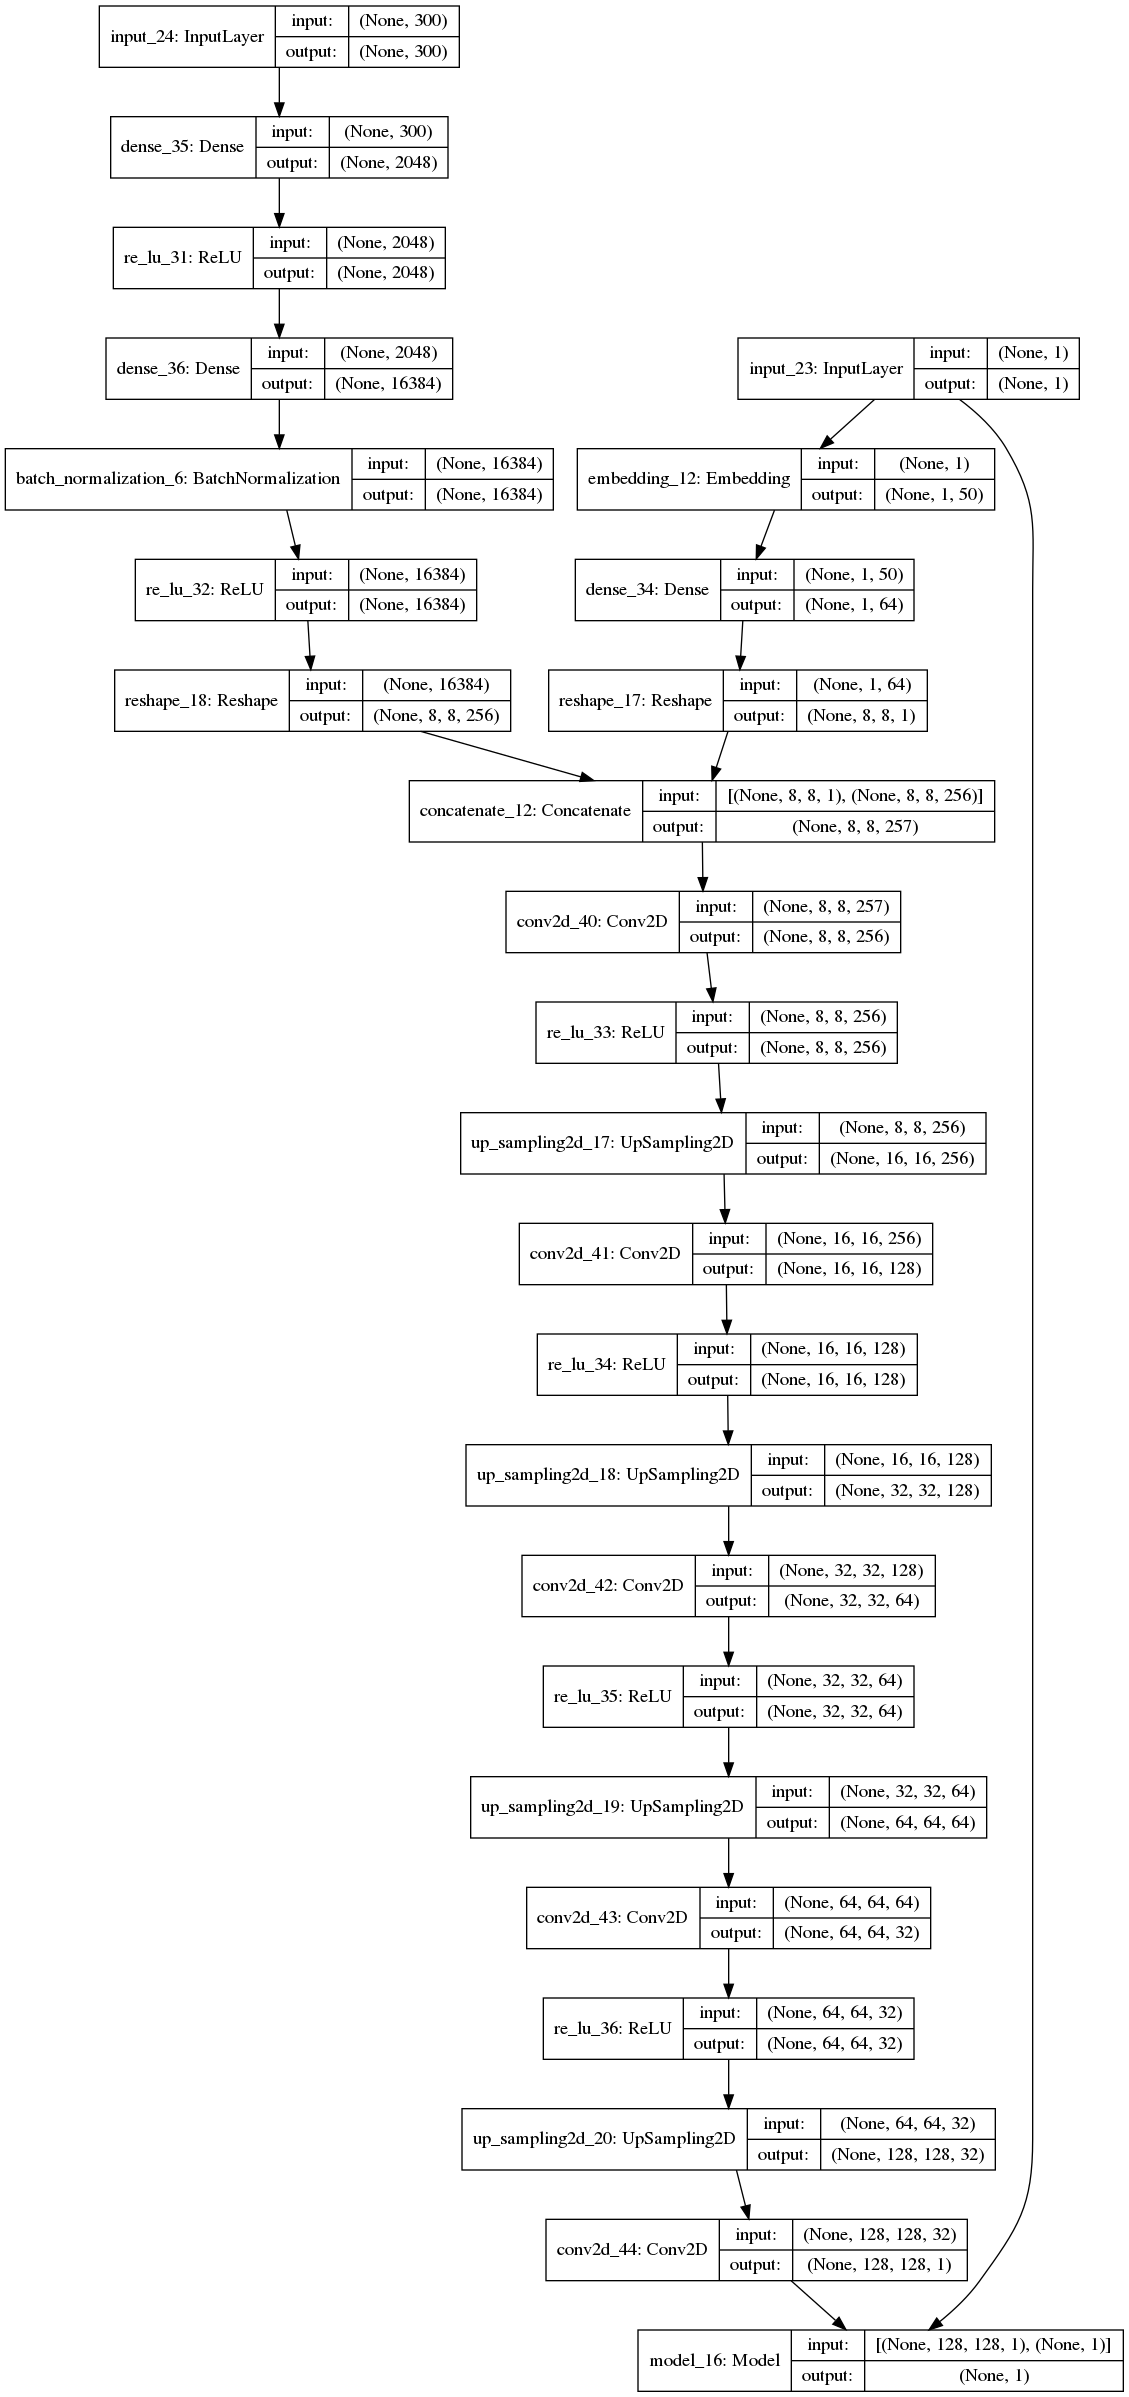 input_24: InputLayer
input: (None, 300)
output: (None, 300)
dense_35: Dense
input: (None, 300)
output: (None, 2048)
re_lu_31: ReLU
input: (None, 2048)
output: (None, 2048)
dense_36: Dense
input: (None, 2048)
output: (None, 16384)
input_23: InputLayer
input: (None, 1)
output: (None, 1)
batch_normalization_6: BatchNormalization
input: (None, 16384)
output: (None, 16384)
embedding_12: Embedding
input: (None, 1)
output: (None, 1, 50)
re_lu_32: ReLU
input: (None, 16384)
output: (None, 16384)
dense_34: Dense
input: (None, 1, 50)
output: (None, 1, 64)
reshape_18: Reshape
input: (None, 16384)
output: (None, 8, 8, 256)
reshape_17: Reshape
input: (None, 1, 64)
output: (None, 8, 8, 1)
concatenate_12: Concatenate
input: [(None, 8, 8, 1), (None, 8, 8, 256)]
output: (None, 8, 8, 257)
conv2d_40: Conv2D
input: (None, 8, 8, 257)
output: (None, 8, 8, 256)
re_lu_33: ReLU
input: (None, 8, 8, 256)
output: (None, 8, 8, 256)
up_sampling2d_17: UpSampling2D
input: (None, 8, 8, 256)
output: (None, 16, 16, 256)
conv2d_41: Conv2D
input: (None, 16, 16, 256)
output: (None, 16, 16, 128)
re_lu_34: ReLU
input: (None, 16, 16, 128)
output: (None, 16, 16, 128)
up_sampling2d_18: UpSampling2D
input: (None, 16, 16, 128)
output: (None, 32, 32, 128)
conv2d_42: Conv2D
input: (None, 32, 32, 128)
output: (None, 32, 32, 64)
re_lu_35: ReLU
input: (None, 32, 32, 64)
output: (None, 32, 32, 64)
up_sampling2d_19: UpSampling2D
input: (None, 32, 32, 64)
output: (None, 64, 64, 64)
conv2d_43: Conv2D
input: (None, 64, 64, 64)
output: (None, 64, 64, 32)
re_lu_36: ReLU
input: (None, 64, 64, 32)
output: (None, 64, 64, 32)
up_sampling2d_20: UpSampling2D
input: (None, 64, 64, 32)
output: (None, 128, 128, 32)
conv2d_44: Conv2D
input: (None, 128, 128, 32)
output: (None, 128, 128, 1)
model_16: Model
input: [(None, 128, 128, 1), (None, 1)]
output: (None, 1)